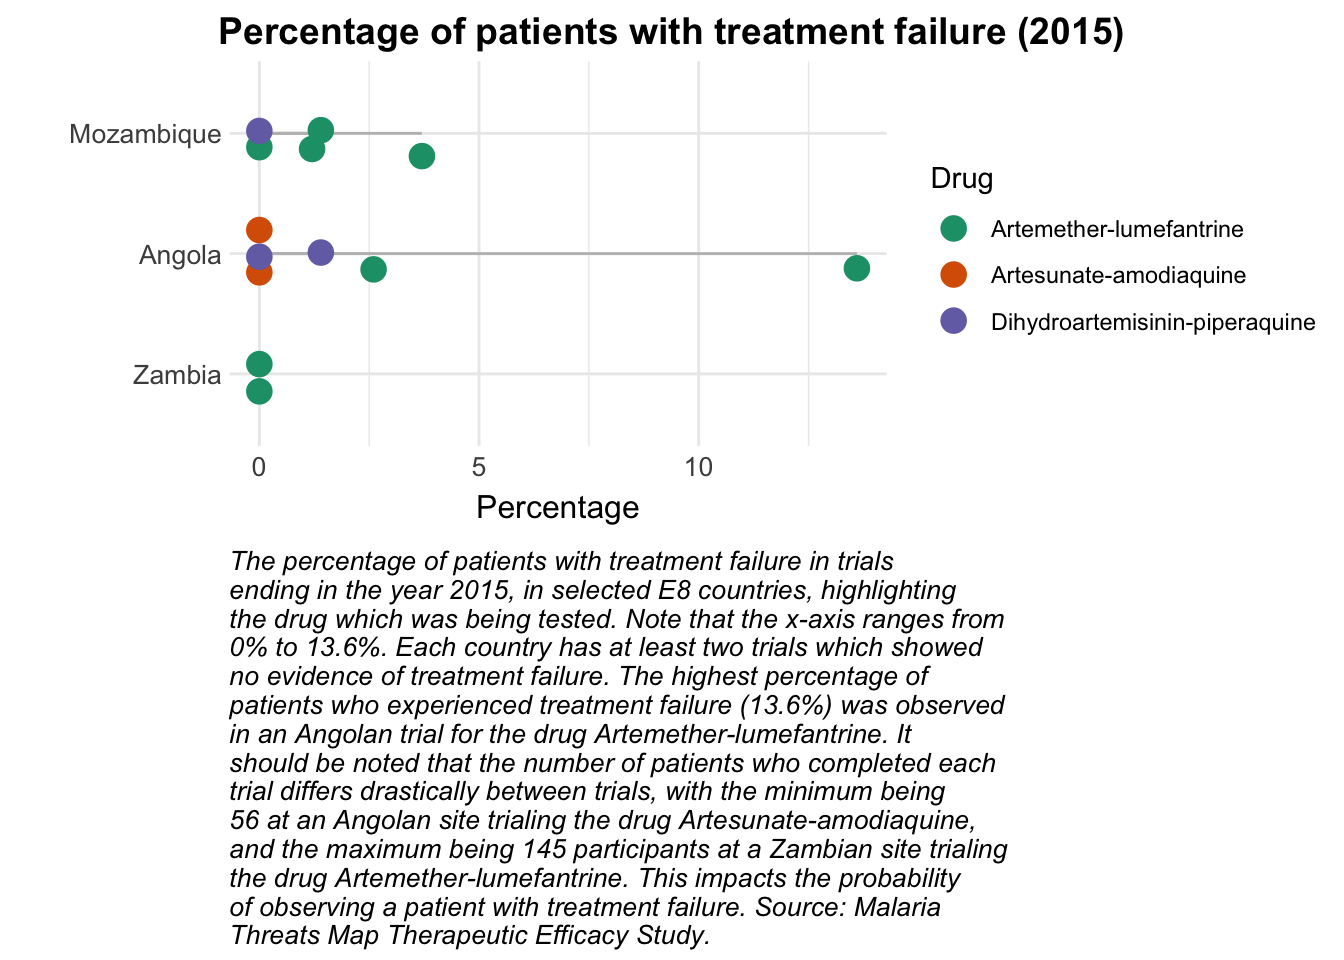 Percentage of patients with treatment failure (2015)
Mozambique
Angola
Zambia
0
5
10
Percentage
Drug
Artemether-lumefantrine
Artesunate-amodiaquine
Dihydroartemisinin-piperaquine
The percentage of patients with treatment failure in trials
ending in the year 2015, in selected E8 countries, highlighting
the drug which was being tested. Note that the x-axis ranges from
0% to 13.6%. Each country has at least two trials which showed
no evidence of treatment failure. The highest percentage of
patients who experienced treatment failure (13.6%) was observed
in an Angolan trial for the drug Artemether-lumefantrine. It
should be noted that the number of patients who completed each
trial differs drastically between trials, with the minimum being
56 at an Angolan site trialing the drug Artesunate-amodiaquine,
and the maximum being 145 participants at a Zambian site trialing
the drug Artemether-lumefantrine. This impacts the probability
of observing a patient with treatment failure. Source: Malaria
Threats Map Therapeutic Efficacy Study.